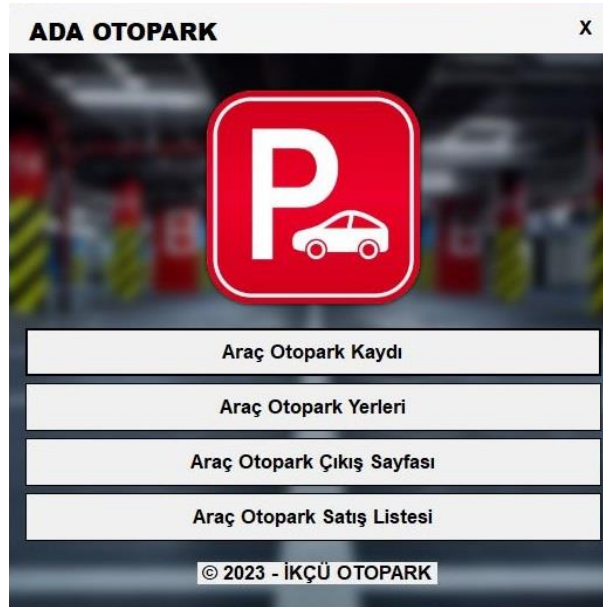 ADA OTOPARK X
P
Araç Otopark Kaydı
Araç Otopark Yerleri
Araç Otopark Çıkış Sayfası
Araç Otopark Satış Listesi
© 2023 - İKÇÜ OTOPARK